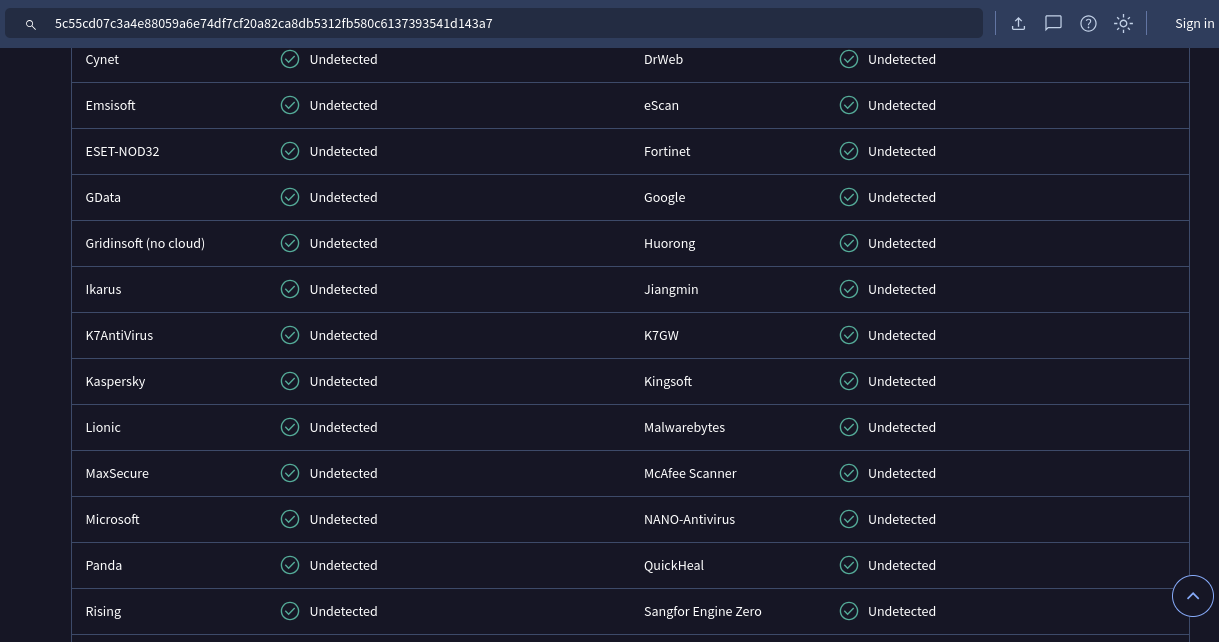 5c55cd07c3a4e88059a6e74df7cf20a82ca8db5312fb580c6137393541d143a7 Sign in
Cynet Undetected DrWeb Undetected
Emsisoft Undetected eScan Undetected
ESET-NOD32 Undetected Fortinet Undetected
GData Undetected Google Undetected
Gridinsoft (no cloud) Undetected Huorong Undetected
Ikarus Undetected Jiangmin Undetected
K7AntiVirus Undetected K7GW Undetected
Kaspersky Undetected Kingsoft Undetected
Lionic Undetected Malwarebytes Undetected
MaxSecure Undetected McAfee Scanner Undetected
Microsoft Undetected NANO-Antivirus Undetected
Panda Undetected QuickHeal Undetected
Rising Undetected Sangfor Engine Zero Undetected